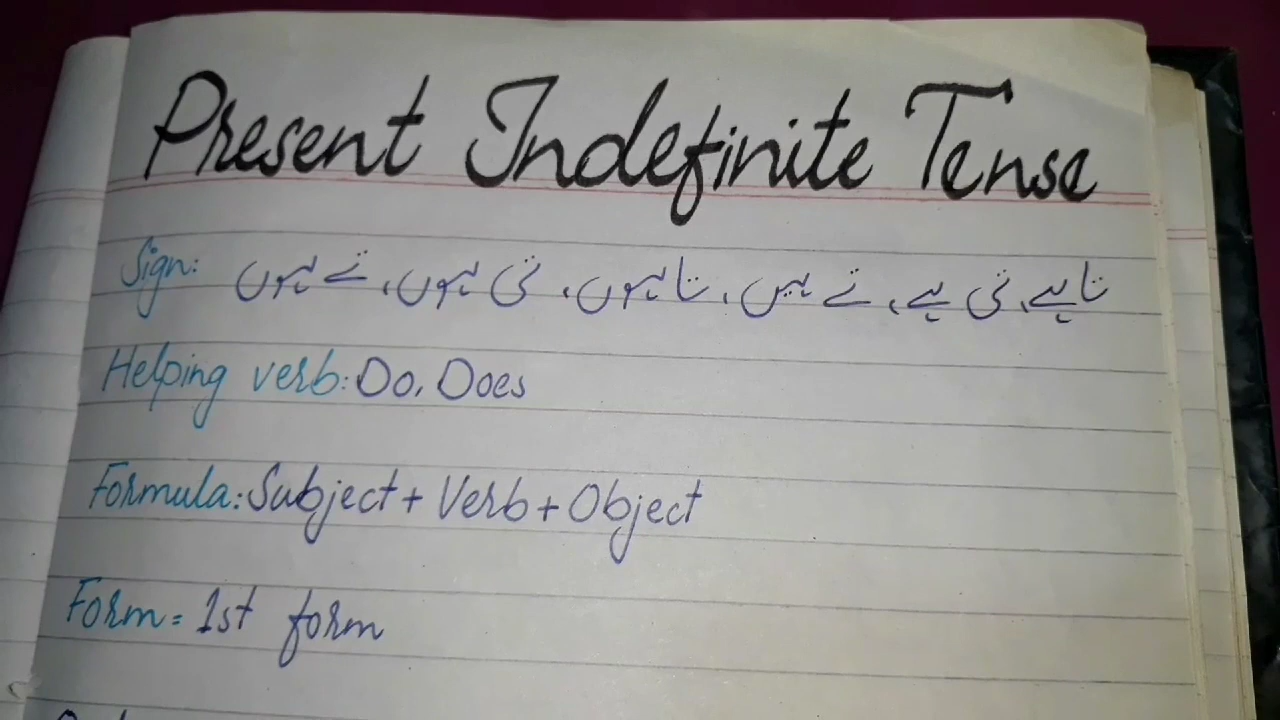 Present Indefinite Tense
Sign: تا ہے، تی ہے، تے ہیں، تا ہوں، تی ہوں، تے ہوں
Helping verb: Do, Does
Formula: Subject + Verb + Object
Form = 1st form